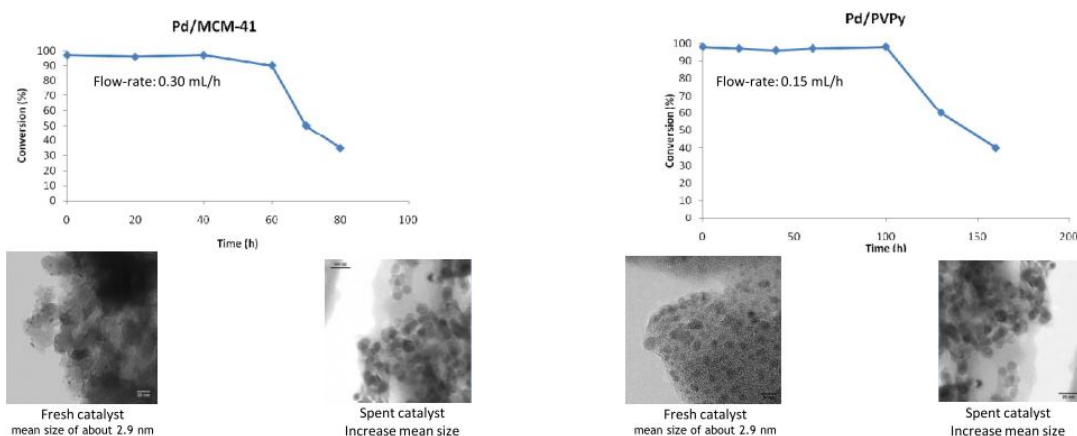 Pd/MCM-41
100
90
80
70
60
50
40
30
20
10
0
Conversion (%)
Flow-rate: 0.30 mL/h
0 20 40 60 80 100
Time (h)
Fresh catalyst
mean size of about 2.9 nm
Spent catalyst
Increase mean size
Pd/PVPy
100
90
80
70
60
50
40
30
20
10
0
Conversion (%)
Flow-rate: 0.15 mL/h
0 50 100 150 200
Time (h)
Fresh catalyst
mean size of about 2.9 nm
Spent catalyst
Increase mean size